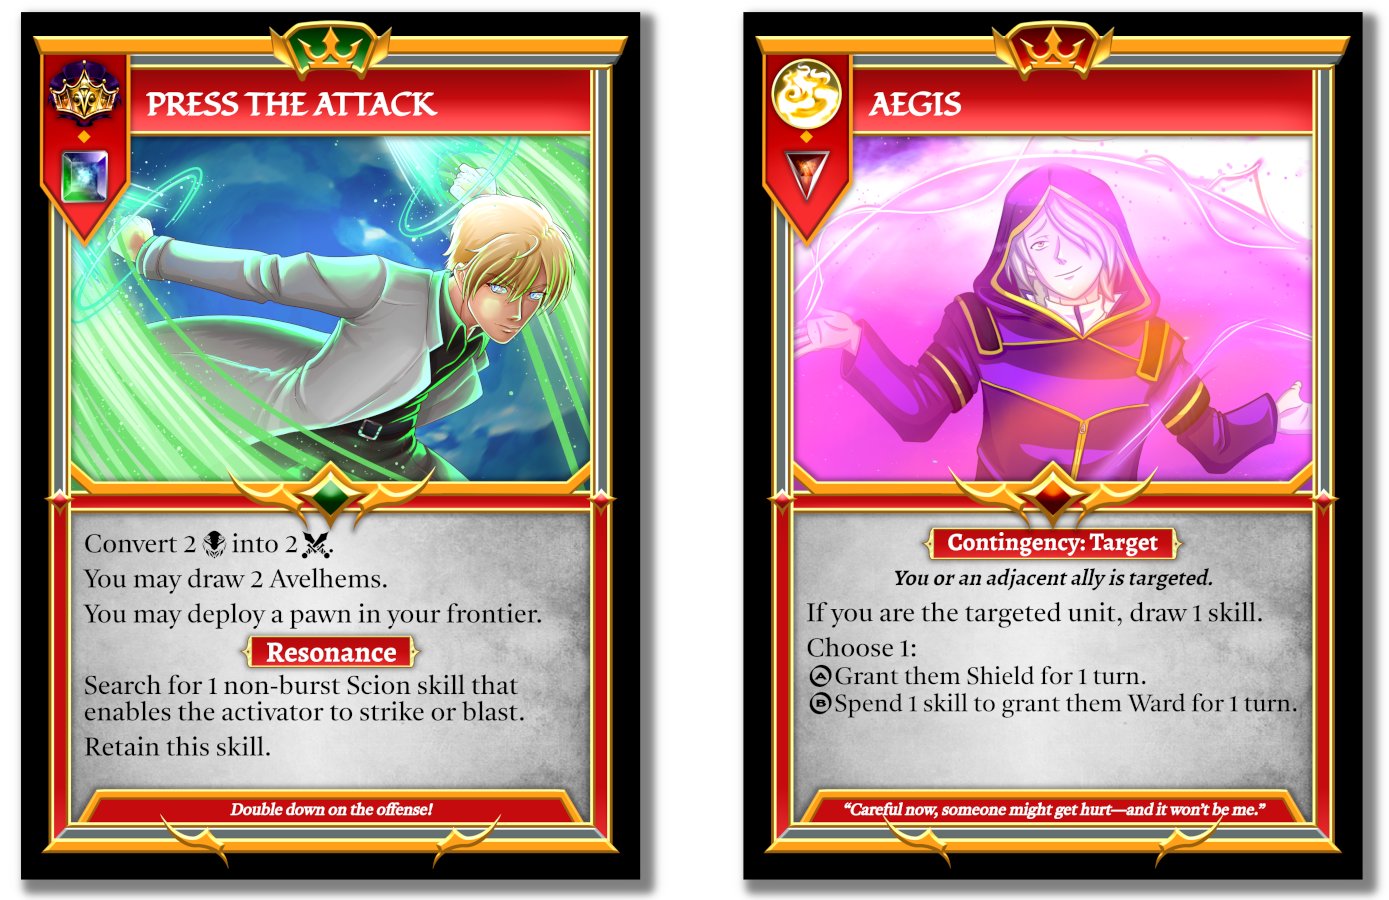 PRESS THE ATTACK
Convert 2 into 2.
You may draw 2 Avelhems.
You may deploy a pawn in your frontier.
Resonance
Search for 1 non-burst Scion skill that
enables the activator to strike or blast.
Retain this skill.
Double down on the offense!
AEGIS
Contingency: Target
You or an adjacent ally is targeted.
If you are the targeted unit, draw 1 skill.
Choose 1:
A Grant them Shield for 1 turn.
B Spend 1 skill to grant them Ward for 1 turn.
“Careful now, someone might get hurt—and it won’t be me.”